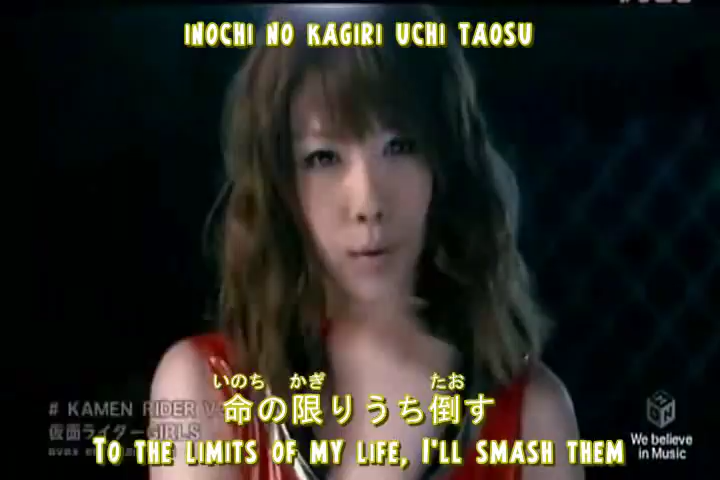 INOCHI NO KAGIRI UCHI TAOSU
いのち かぎ たお
命の限りうち倒す
# KAMEN RIDER V
仮面ライダーGIRLS
TO THE LIMITS OF MY LIFE, I'LL SMASH THEM
We believe
in Music